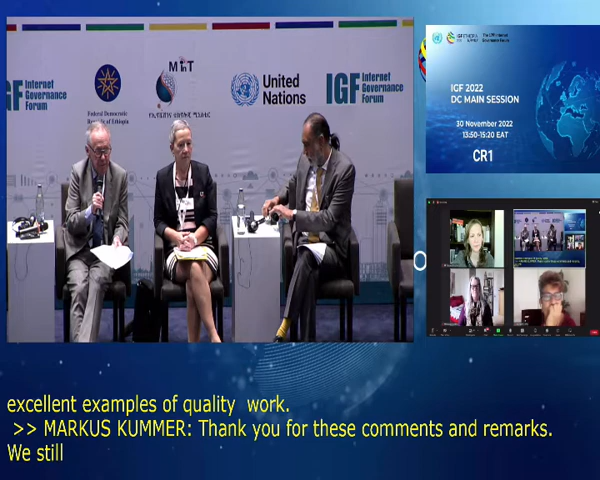 GF Internet
Governance
Forum
Federal Democratic
Republic of Ethiopia
MInT
United
Nations
IGF Internet
Governance
Forum
IGF 2022
DC MAIN SESSION
30 November 2022
13:50-15:20 EAT
CR1
excellent examples of quality work.
>> MARKUS KUMMER: Thank you for these comments and remarks.
We still